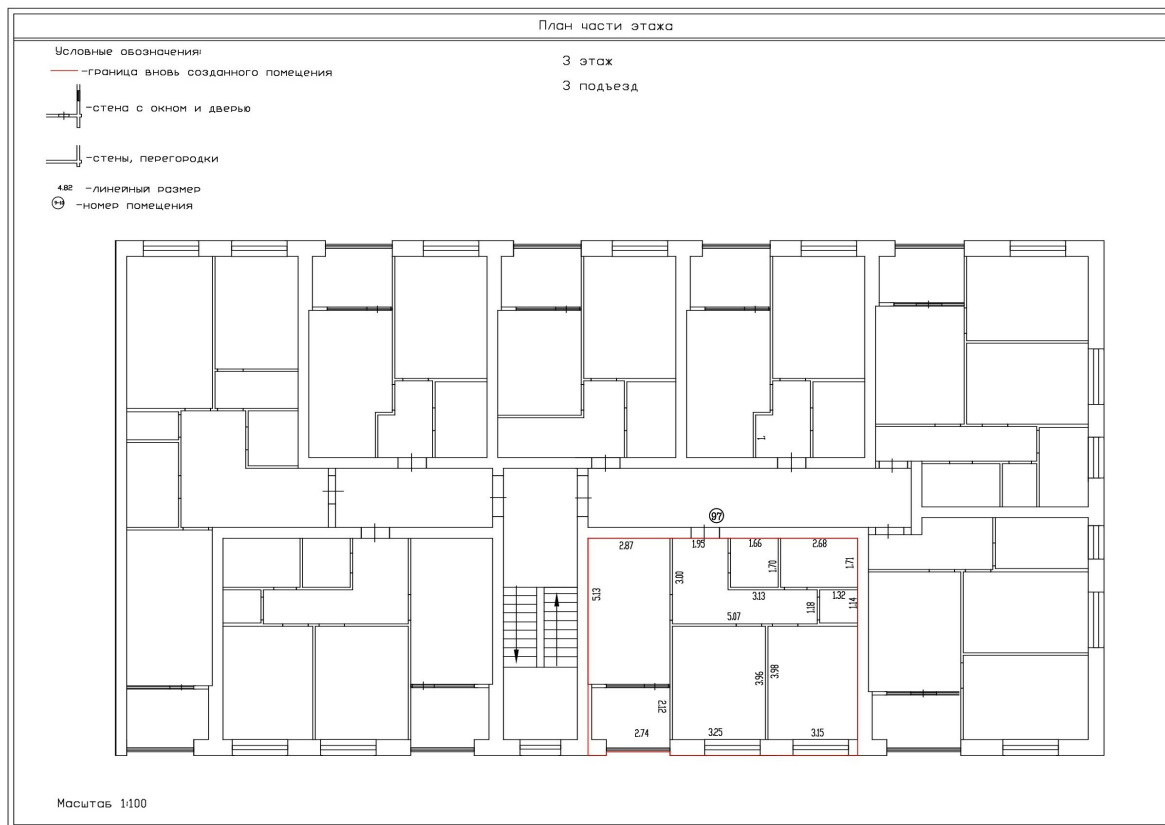 План части этажа
Условные обозначения:
-граница вновь созданного помещения
3 этаж
3 подъезд
-стена с окном и дверью
-стены, перегородки
4.82 -линейный размер
-номер помещения
97
2.87
1.95
1.66
2.68
1.70
1.71
3.00
5.13
3.13
1.32
1.18
1.14
5.07
3.96
3.98
2.12
2.74
3.25
3.15
1.
Масштаб 1:100